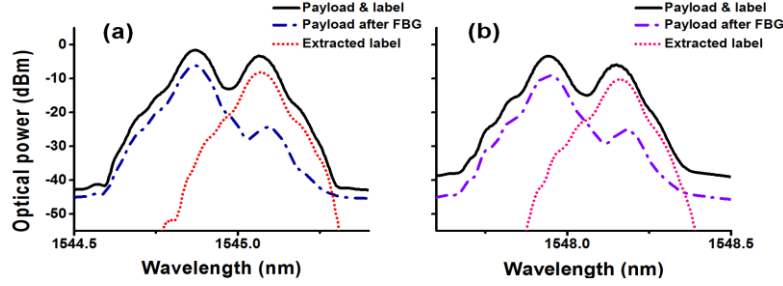 Payload & label
Payload after FBG
Extracted label
(a)
0
-10
-20
-30
-40
-50
Optical power (dBm)
1544.6
1545.0
Wavelength (nm)
Payload & label
Payload after FBG
Extracted label
(b)
1548.0
1548.5
Wavelength (nm)